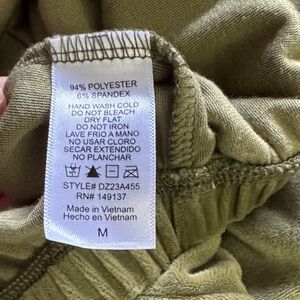 94% POLYESTER
6% SPANDEX
HAND WASH COLD
DO NOT BLEACH
DRY FLAT
DO NOT IRON
LAVE FRIO A MANO
NO USAR CLORO
SECAR EXTENDIDO
NO PLANCHAR
STYLE# DZ23A455
RN# 149137
Made in Vietnam
Hecho en Vietnam
M